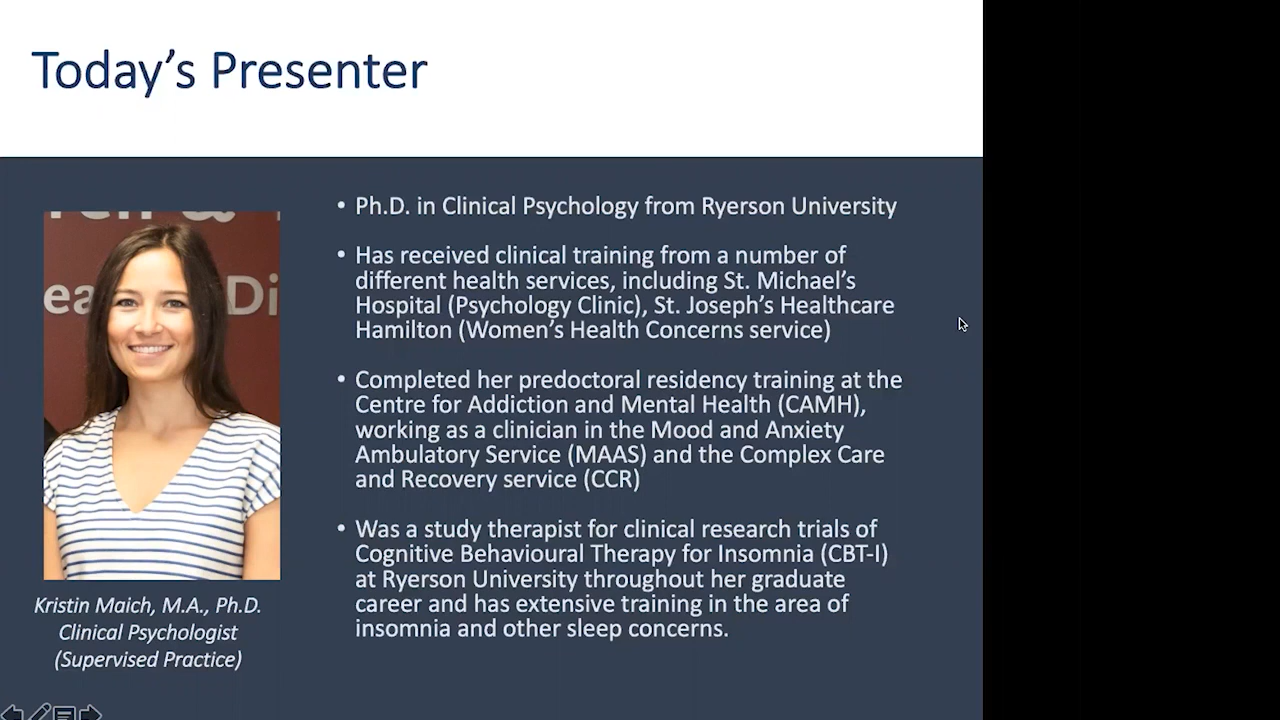 Today's Presenter
• Ph.D. in Clinical Psychology from Ryerson University
• Has received clinical training from a number of
different health services, including St. Michael's
Hospital (Psychology Clinic), St. Joseph's Healthcare
Hamilton (Women's Health Concerns service)
• Completed her predoctoral residency training at the
Centre for Addiction and Mental Health (CAMH),
working as a clinician in the Mood and Anxiety
Ambulatory Service (MAAS) and the Complex Care
and Recovery service (CCR)
• Was a study therapist for clinical research trials of
Cognitive Behavioural Therapy for Insomnia (CBT-I)
at Ryerson University throughout her graduate
career and has extensive training in the area of
insomnia and other sleep concerns.
Kristin Maich, M.A., Ph.D.
Clinical Psychologist
(Supervised Practice)